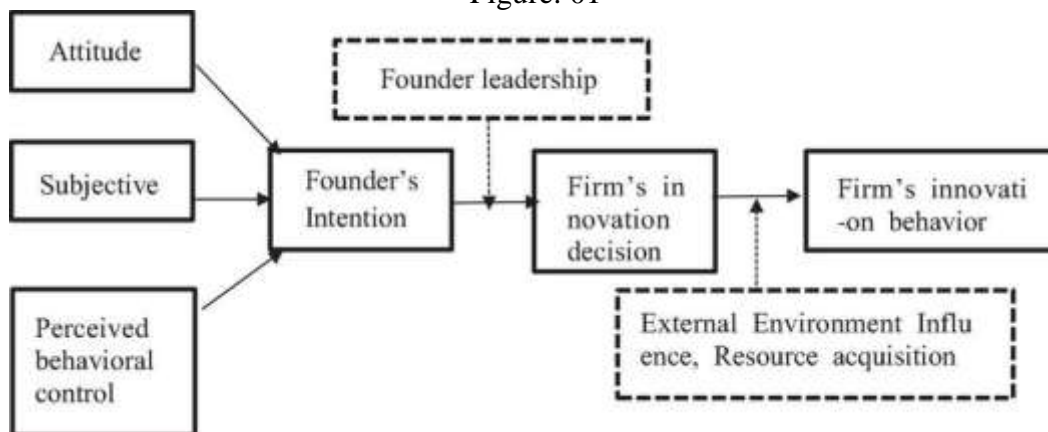 Figure. 01
Attitude
Founder leadership
Subjective
Founder's
Intention
Firm's in
novation
decision
Firm's innovati
-on behavior
Perceived
behavioral
control
External Environment Influ
ence, Resource acquisition